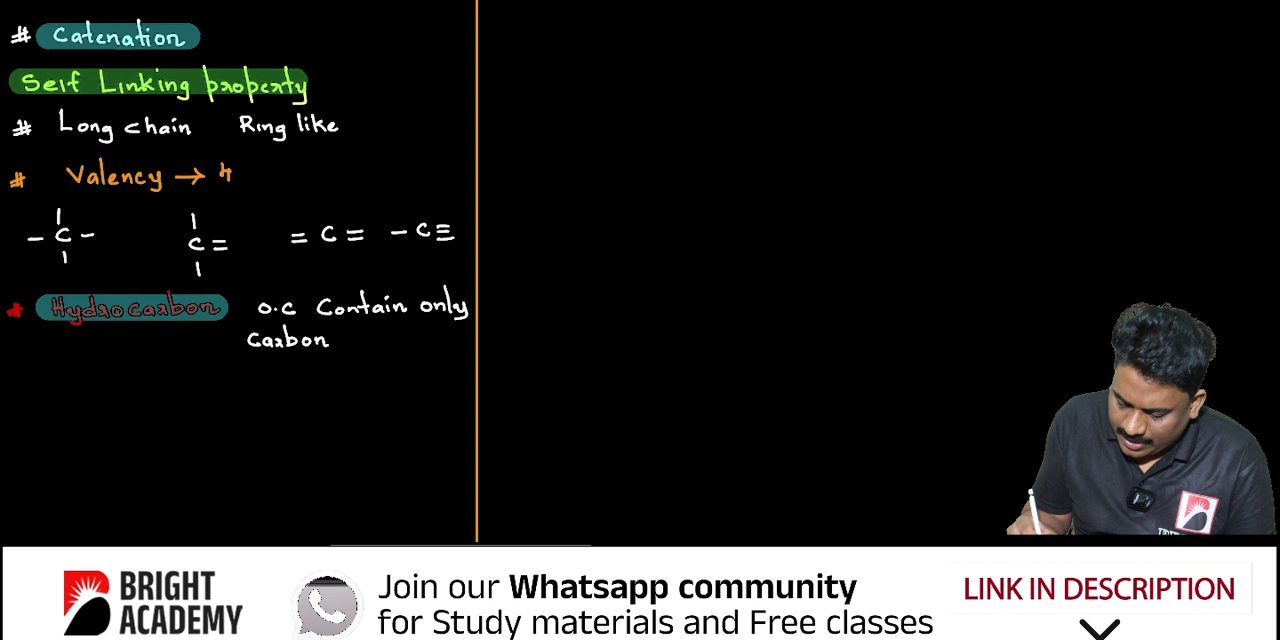 # Catenation
Self Linking property
# Long chain Ring like
# Valency → 4
- C - C = = C = - C ≡
* Hydrocarbon O.C Contain only
Carbon
BRIGHT
ACADEMY
Join our Whatsapp community
for Study materials and Free classes
LINK IN DESCRIPTION